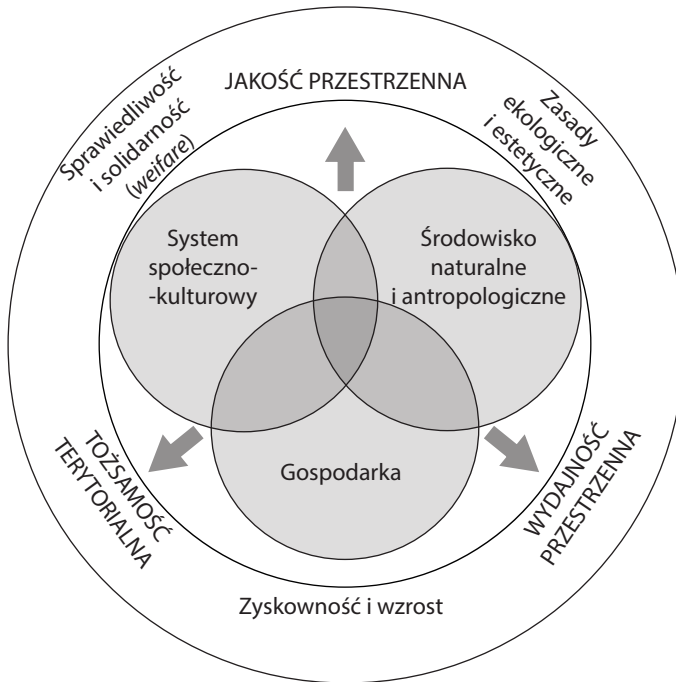 JAKOŚĆ PRZESTRZENNA
Sprawiedliwość
i solidarność
(weifare)
Zasady
ekologiczne
i estetyczne
System
społeczno-
-kulturowy
Środowisko
naturalne
i antropologiczne
Gospodarka
TOŻSAMOŚĆ
TERYTORIALNA
WYDAJNOŚĆ
PRZESTRZENNA
Zyskowność i wzrost